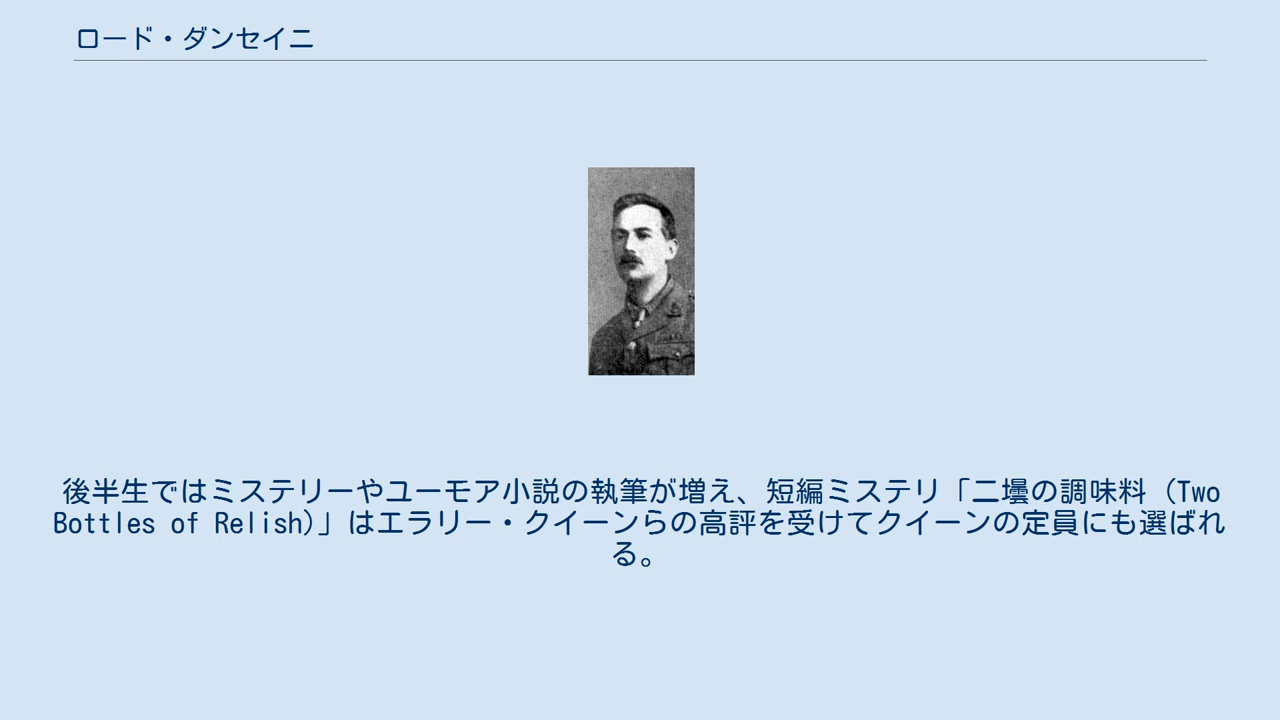 ロード・ダンセイニ
後半生ではミステリーやユーモア小説の執筆が増え、短編ミステリ「二壜の調味料 (Two
Bottles of Relish)」はエラリー・クイーンらの高評を受けてクイーンの定員にも選ばれ
る。